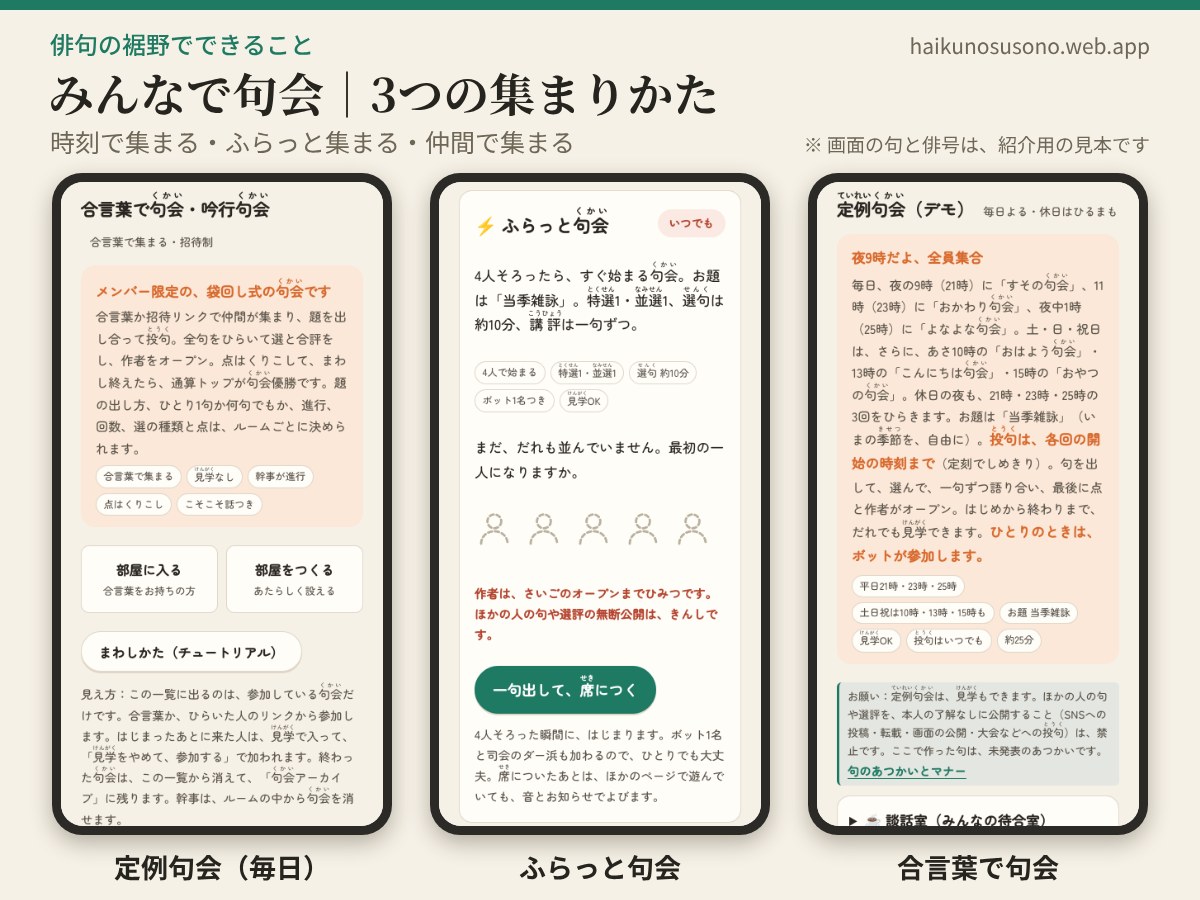 俳句の裾野でできること
haikunosusono.web.app
みんなで句会｜3つの集まりかた
時刻で集まる・ふらっと集まる・仲間で集まる
※ 画面の句と俳号は、紹介用の見本です
合言葉で句会・吟行句会
合言葉で集まる・招待制
メンバー限定の、袋回し式の句会です
合言葉か招待リンクで仲間が集まり、題を出
し合って投句。全句をひらいて選と合評を
し、作者をオープン。点はくりこして、まわ
し終えたら、通算トップが句会優勝です。題
の出し方、ひとり1句か何句でもか、進行、
回数、選の種類と点は、ルームごとに決めら
れます。
合言葉で集まる
見学なし
幹事が進行
点はくりこし
こそこそ話つき
部屋に入る
合言葉をお持ちの方
部屋をつくる
あたらしく設える
まわしかた（チュートリアル）
見え方：この一覧に出るのは、参加している句会だ
けです。合言葉か、ひらいた人のリンクから参加し
ます。はじまったあとに来た人は、見学で入って、
「見学をやめて、参加する」で加われます。終わっ
た句会は、この一覧から消えて、「句会アーカイ
ブ」に残ります。幹事は、ルームの中から句会を消
せます。
⚡ ふらっと句会
いつでも
4人そろったら、すぐ始まる句会。お題
は「当季雑詠」。特選1・並選1、選句は
約10分、講評は一句ずつ。
4人で始まる
特選1・並選1
選句 約10分
ボット1名つき
見学OK
まだ、だれも並んでいません。最初の一
人になりますか。
作者は、さいごのオープンまでひみつです。
ほかの人の句や選評の無断公開は、きんしで
す。
一句出して、席につく
4人そろった瞬間に、はじまります。ボット1名
と司会のダー浜も加わるので、ひとりでも大丈
夫。席についたあとは、ほかのページで遊んで
いても、音とお知らせでよびます。
定例句会（デモ）
毎日よる・休日はひるまも
夜9時だよ、全員集合
毎日、夜の9時（21時）に「すその句会」、11
時（23時）に「おかわり句会」、夜中1時
（25時）に「よなよな句会」。土・日・祝日
は、さらに、あさ10時の「おはよう句会」・
13時の「こんにちは句会」・15時の「おやつ
の句会」。休日の夜も、21時・23時・25時の
3回をひらきます。お題は「当季雑詠」（い
まの季節を、自由に）。投句は、各回の開
始の時刻まで（定刻でしめきり）。句を出
して、選んで、一句ずつ語り合い、最後に点
と作者がオープン。はじめから終わりまで、
だれでも見学できます。ひとりのときは、
ボットが参加します。
平日21時・23時・25時
土日祝は10時・13時・15時も
お題 当季雑詠
見学OK
投句はいつでも
約25分
お願い：定例句会は、見学もできます。ほかの人の句
や選評を、本人の了解なしに公開すること（SNSへの
投稿・転載・画面の公開・大会などへの投句）は、禁
止です。ここで作った句は、未発表のあつかいです。
句のあつかいとマナー
▶ ☕ 談話室（みんなの待合室）
定例句会（毎日）
ふらっと句会
合言葉で句会